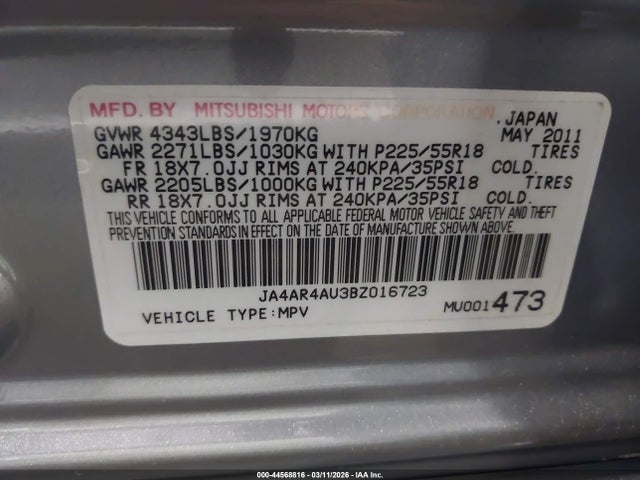 MFD. BY MITSUBISHI MOTORS CORPORATION, JAPAN
GVWR 4343LBS/1970KG MAY 2011
GAWR 2271LBS/1030KG WITH P225/55R18 TIRES
FR 18X7.0JJ RIMS AT 240KPA/35PSI COLD.
GAWR 2205LBS/1000KG WITH P225/55R18 TIRES
RR 18X7.0JJ RIMS AT 240KPA/35PSI COLD.
THIS VEHICLE CONFORMS TO ALL APPLICABLE FEDERAL MOTOR VEHICLE SAFETY AND THEFT
PREVENTION STANDARDS IN EFFECT ON THE DATE OF MANUFACTURE SHOWN ABOVE.
JA4AR4AU3BZ016723
VEHICLE TYPE:MPV MU001473
000-44568816 - 03/11/2026 - IAA Inc.